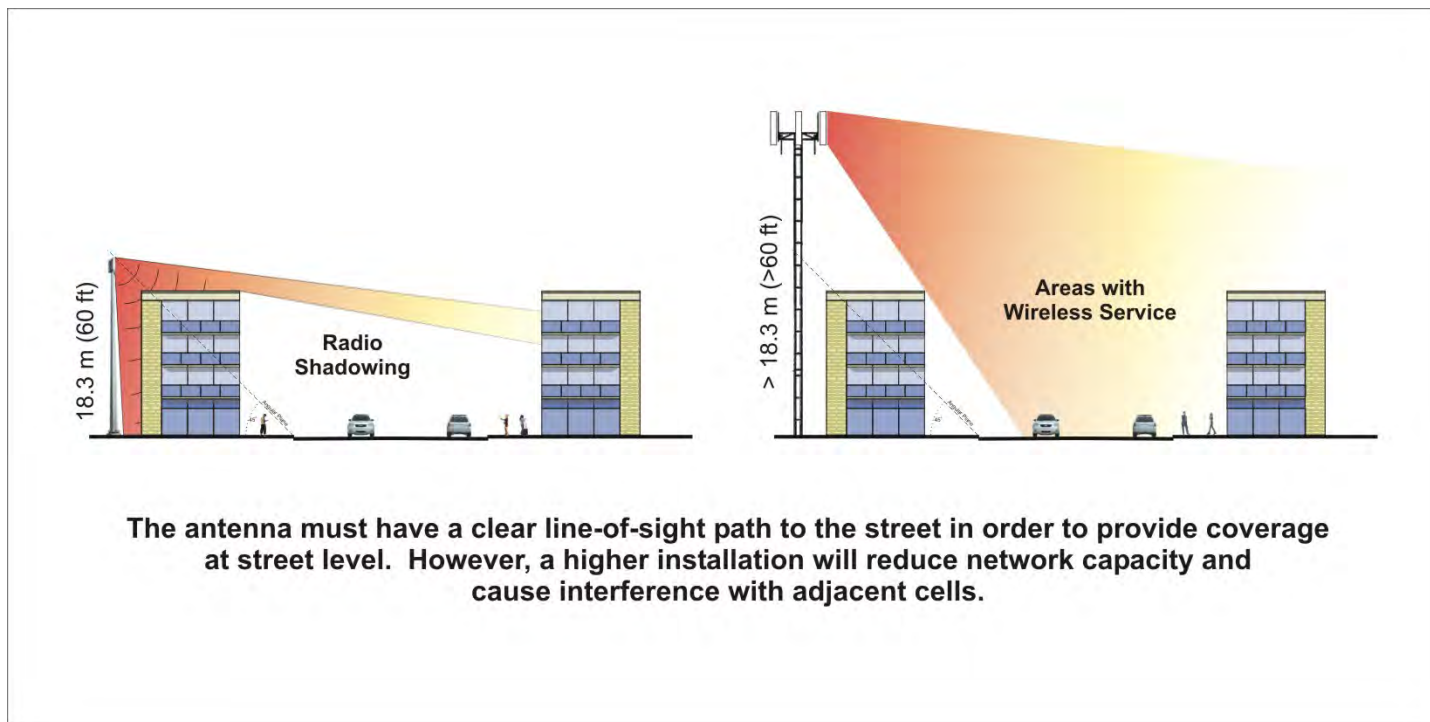 18.3 m (60 ft)
Radio
Shadowing
> 18.3 m (>60 ft)
Areas with
Wireless Service
The antenna must have a clear line-of-sight path to the street in order to provide coverage
at street level.  However, a higher installation will reduce network capacity and
cause interference with adjacent cells.